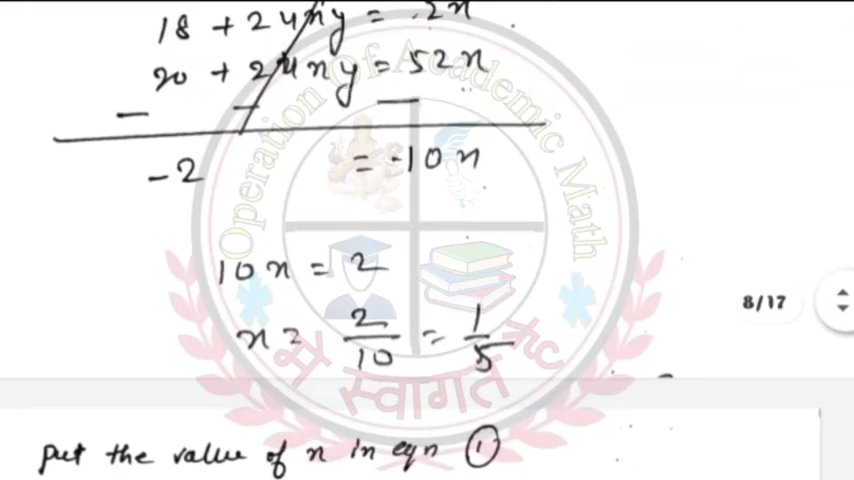 18 + 24xy = 2x
20 + 24xy = 52x
-2 = -10x
10x = 2
x = 2/10 = 1/5
put the value of x in eqn ①
Operation Of Academic Math
में स्वागत
8/17